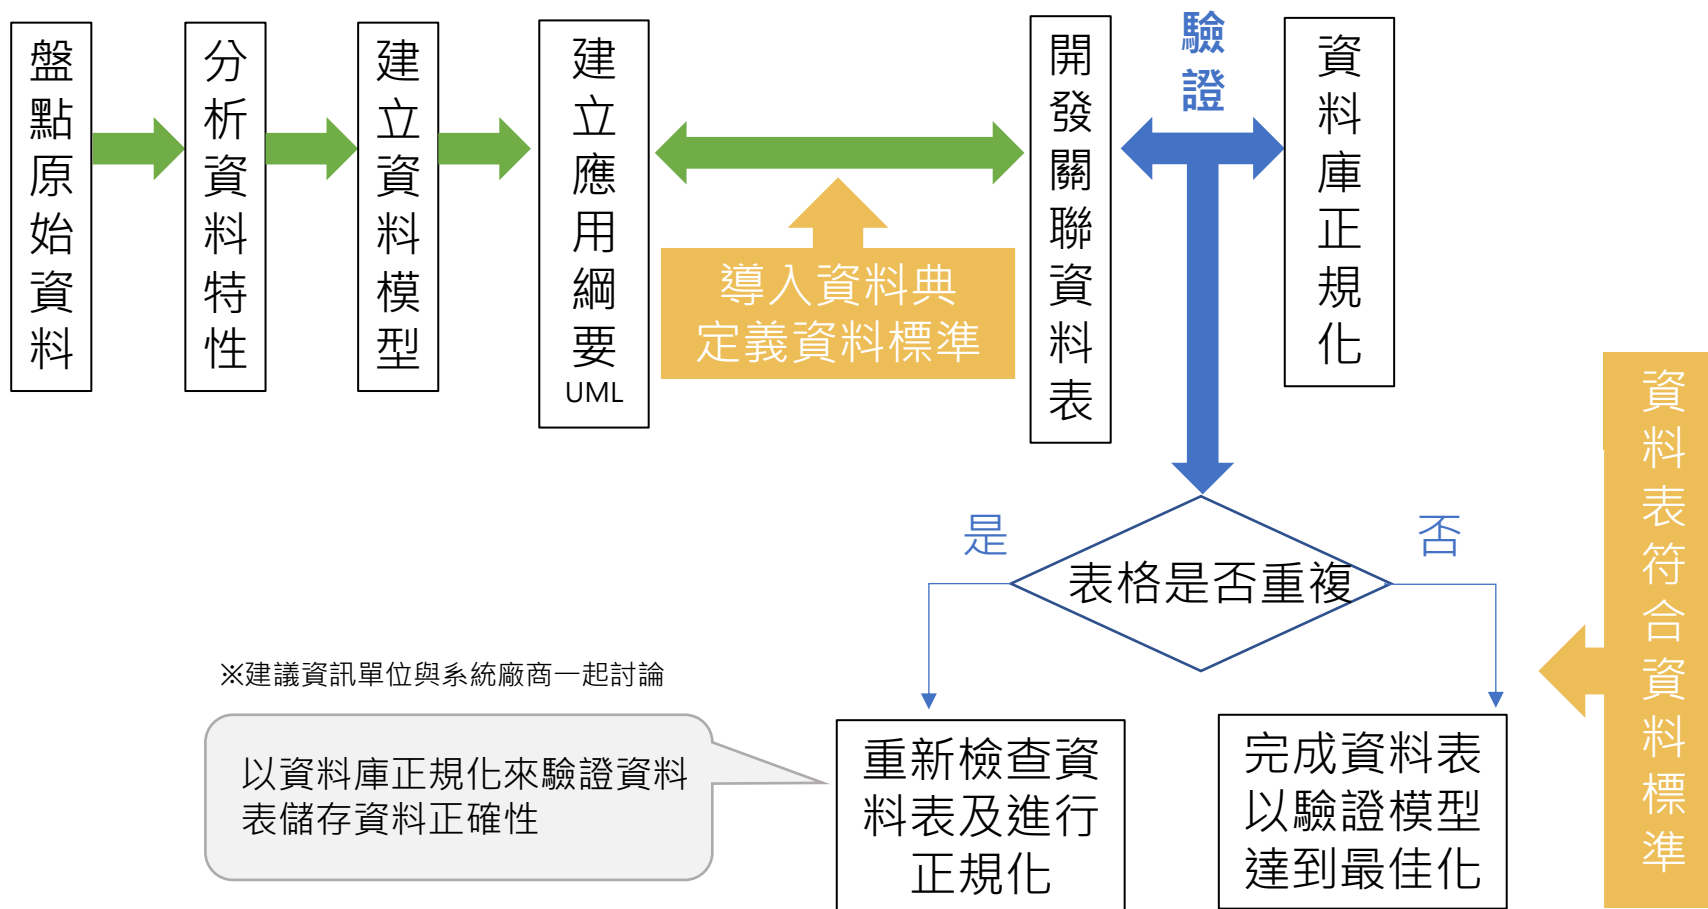 盤點原始資料
分析資料特性
建立資料模型
建立應用綱要
UML
導入資料典
定義資料標準
開發關聯資料表
驗證
資料庫正規化
是
表格是否重複
否
※建議資訊單位與系統廠商一起討論
以資料庫正規化來驗證資料
表儲存資料正確性
重新檢查資
料表及進行
正規化
完成資料表
以驗證模型
達到最佳化
資料表符合資料標準